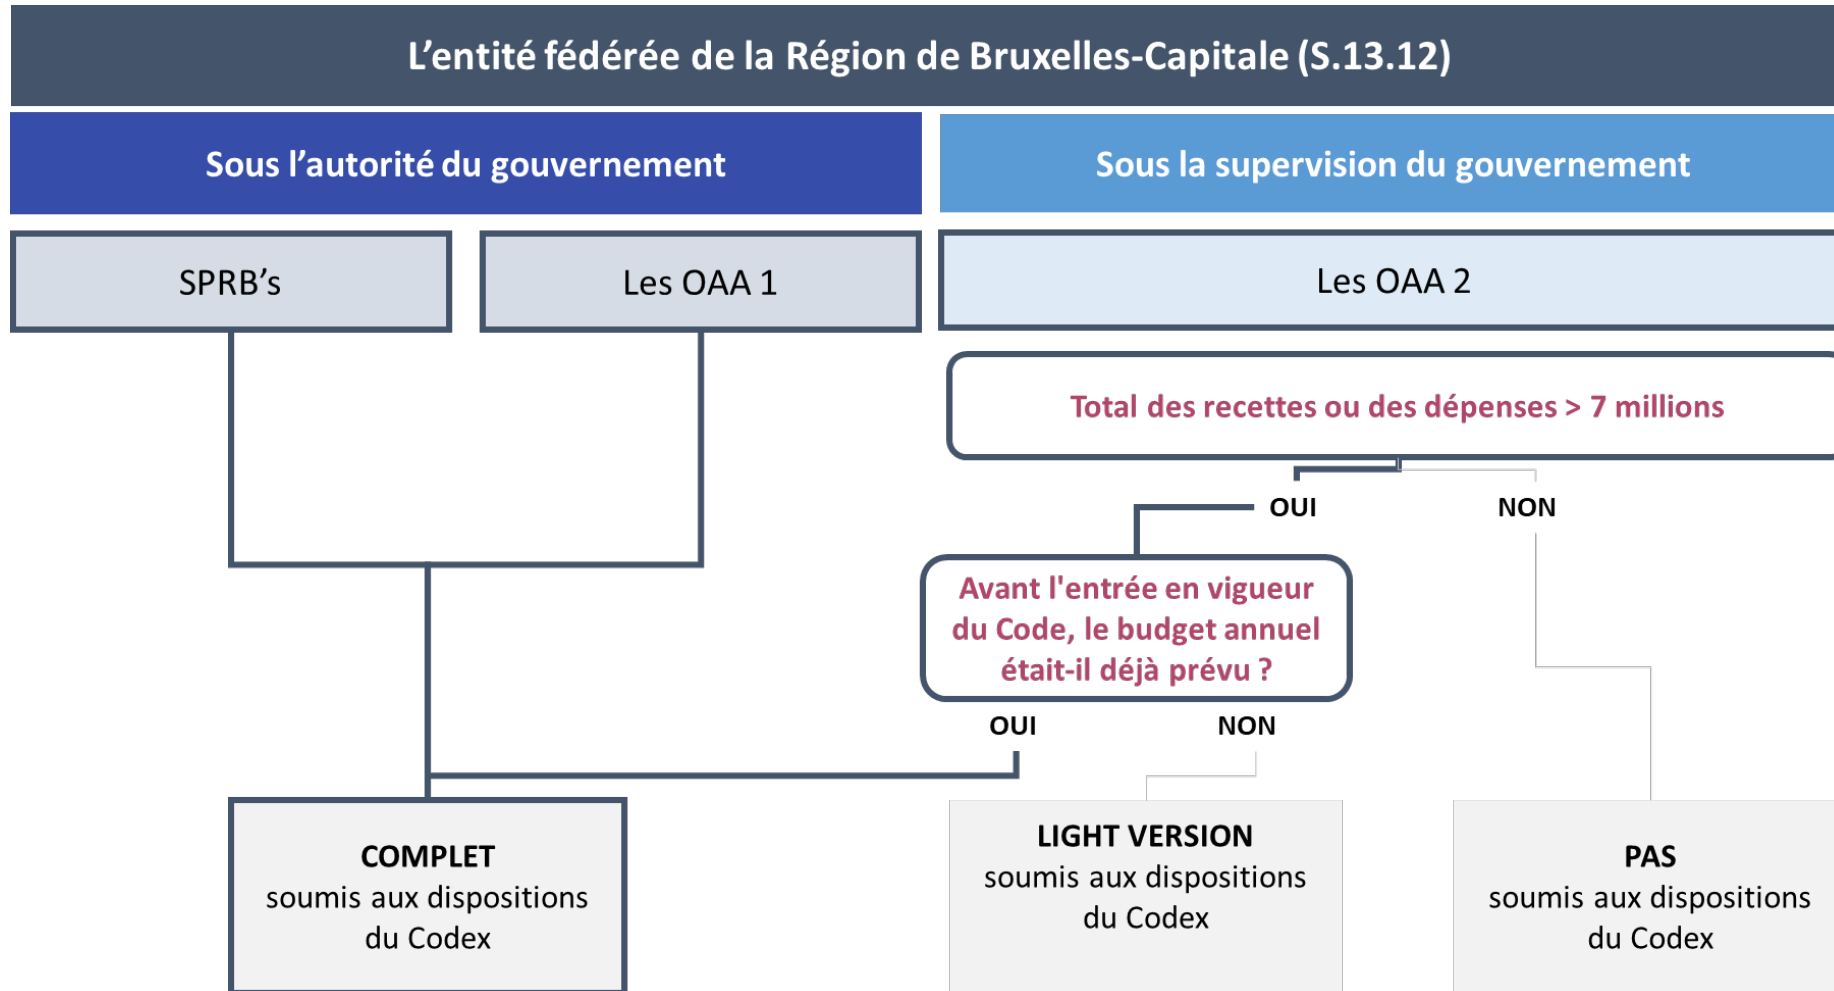 L’entité fédérée de la Région de Bruxelles-Capitale (S.13.12)
Sous l’autorité du gouvernement
Sous la supervision du gouvernement
SPRB’s
Les OAA 1
Les OAA 2
Total des recettes ou des dépenses > 7 millions
OUI
NON
Avant l'entrée en vigueur
du Code, le budget annuel
était-il déjà prévu ?
OUI
NON
COMPLET
soumis aux dispositions
du Codex
LIGHT VERSION
soumis aux dispositions
du Codex
PAS
soumis aux dispositions
du Codex